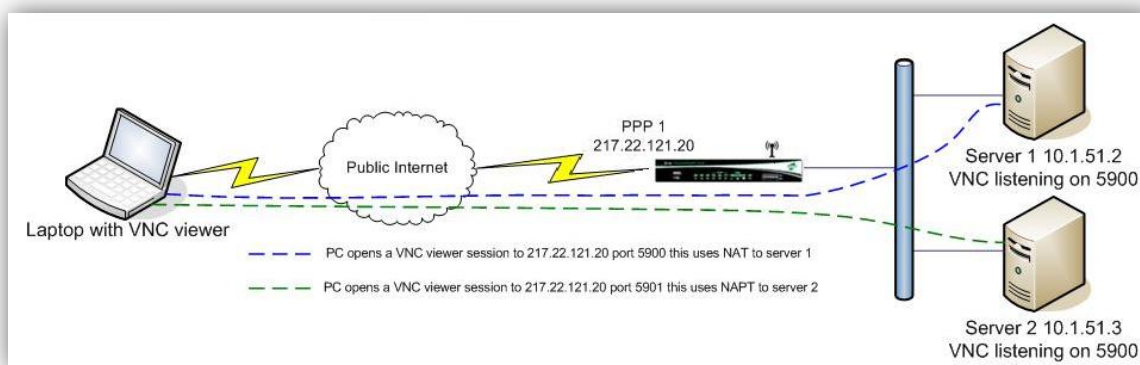 PPP 1
217.22.121.20
Public Internet
Laptop with VNC viewer
Server 1 10.1.51.2
VNC listening on 5900
PC opens a VNC viewer session to 217.22.121.20 port 5900 this uses NAT to server 1
PC opens a VNC viewer session to 217.22.121.20 port 5901 this uses NAPT to server 2
Server 2 10.1.51.3
VNC listening on 5900